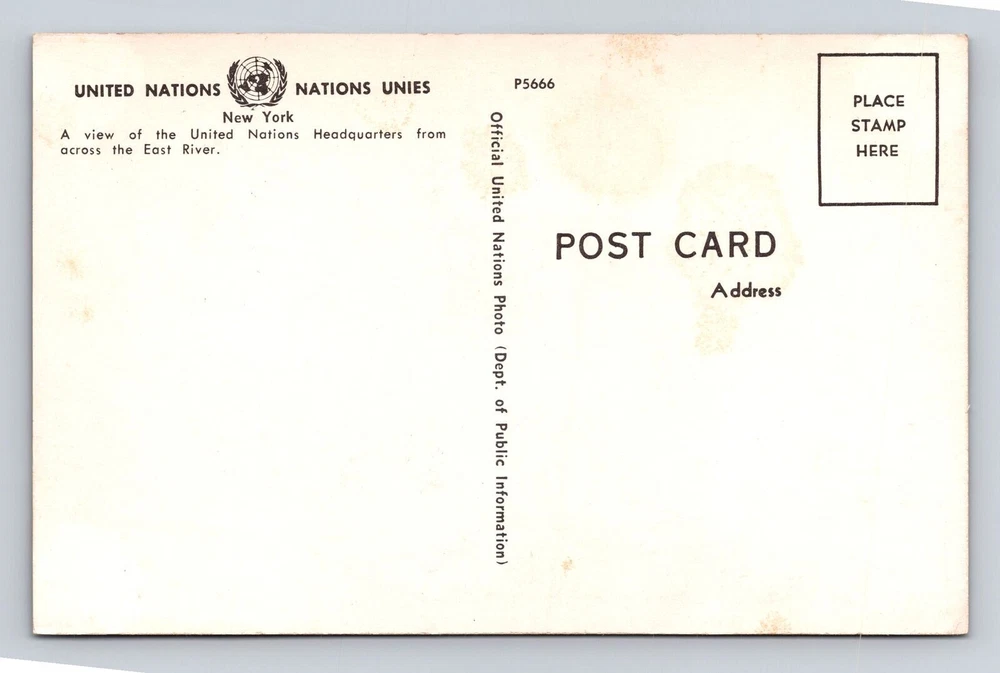 UNITED NATIONS NATIONS UNIES
New York
A view of the United Nations Headquarters from
across the East River.
P5666
Official United Nations Photo (Dept. of Public Information)
PLACE
STAMP
HERE
POST CARD
Address